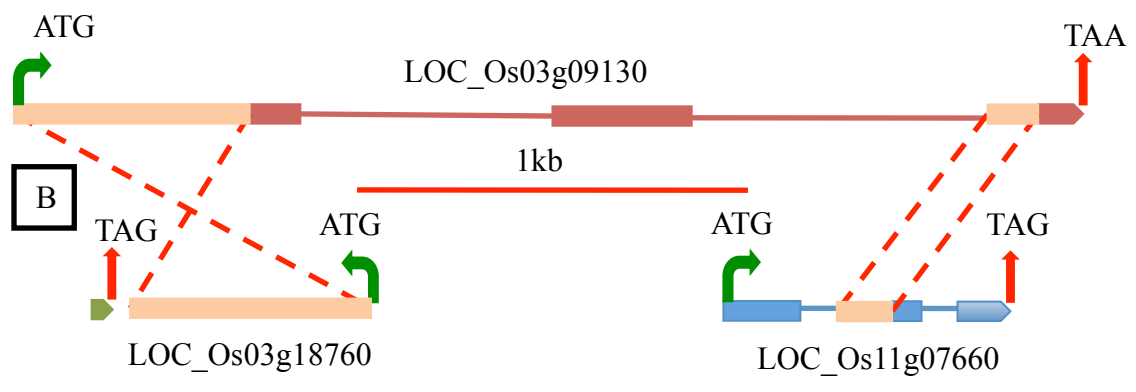 ATG
TAA
LOC_Os03g09130
1kb
B
TAG
ATG
ATG
TAG
LOC_Os03g18760
LOC_Os11g07660